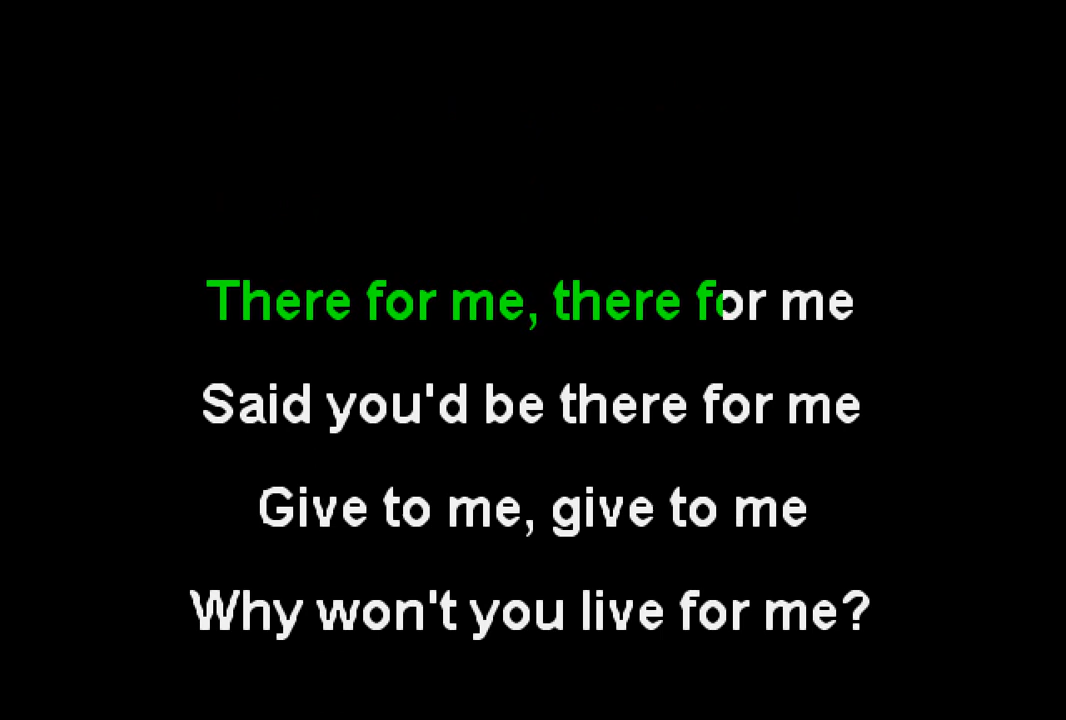 There for me, there for me
Said you'd be there for me
Give to me, give to me
Why won't you live for me?